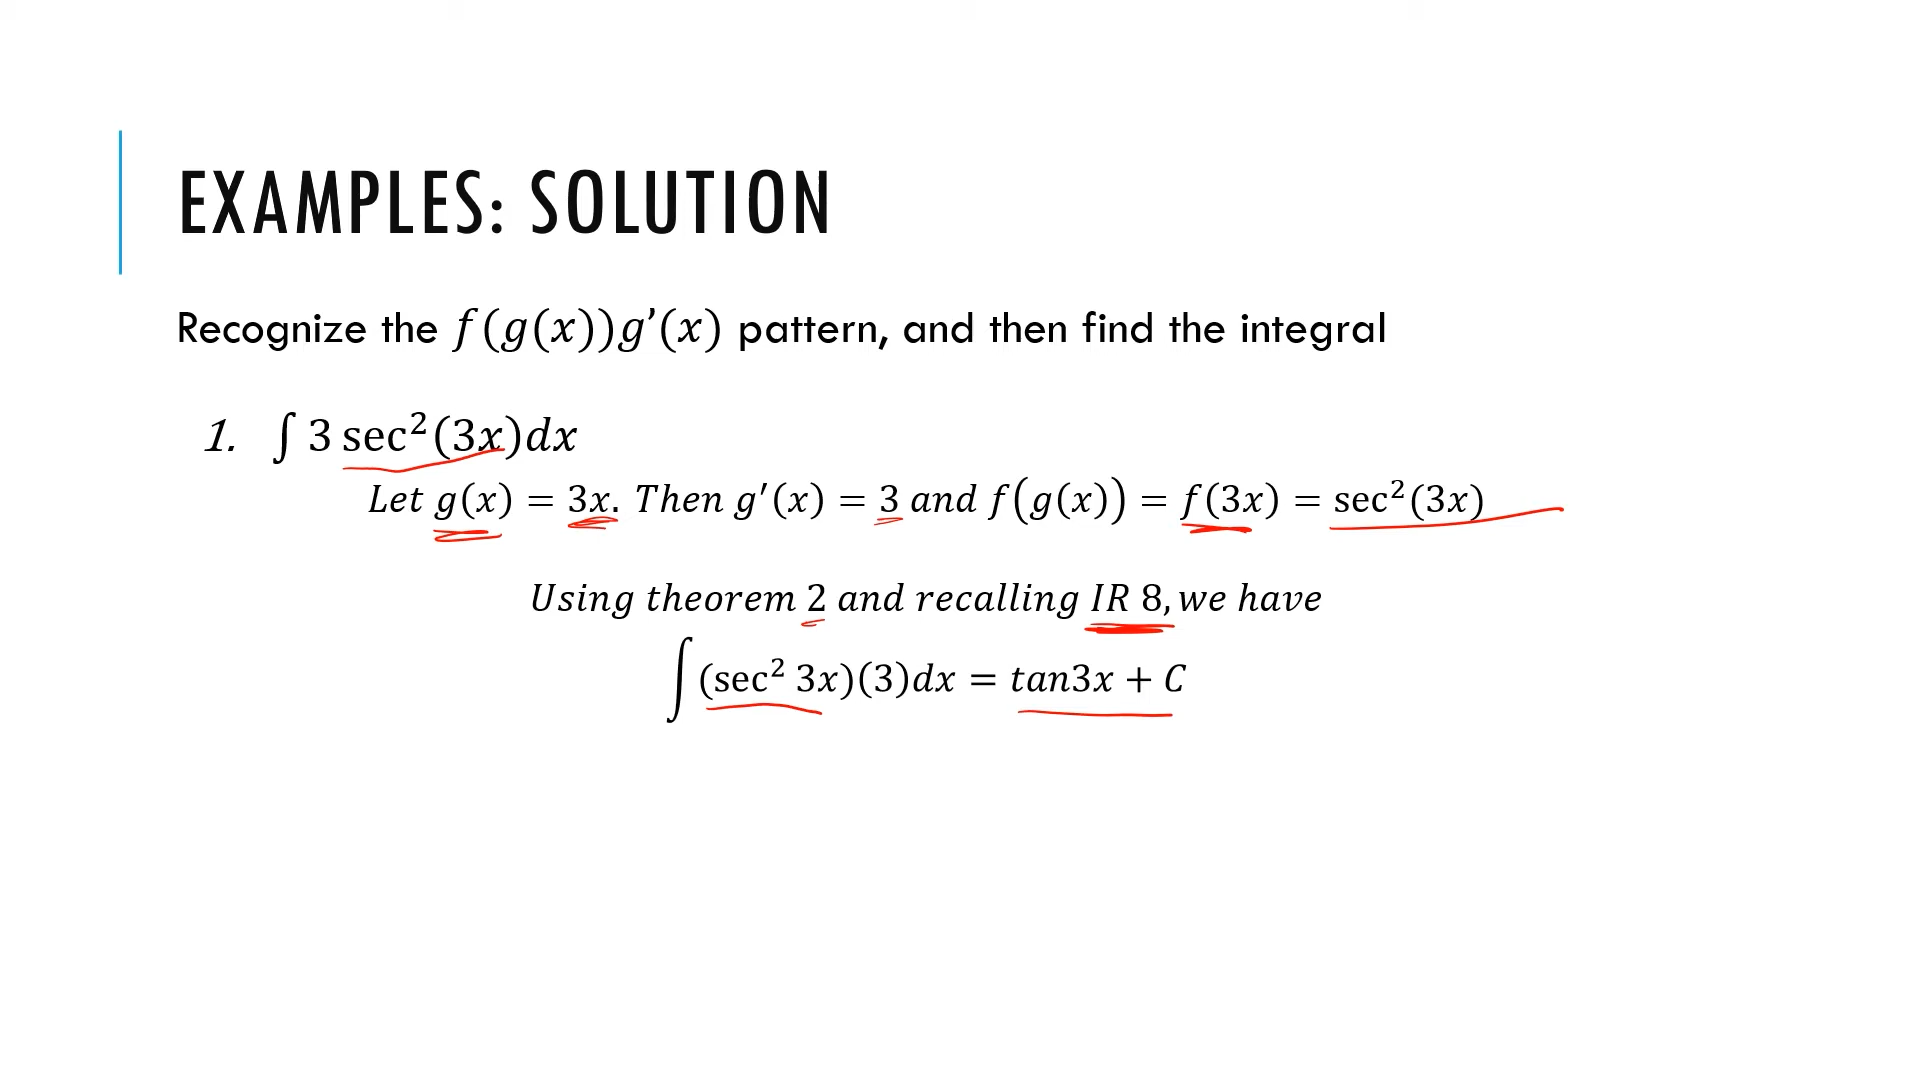 EXAMPLES: SOLUTION
Recognize the f(g(x))g’(x) pattern, and then find the integral
1. ∫ 3 sec²(3x)dx
Let g(x) = 3x. Then g′(x) = 3 and f(g(x)) = f(3x) = sec²(3x)
Using theorem 2 and recalling IR 8, we have
∫(sec² 3x)(3)dx = tan3x + C